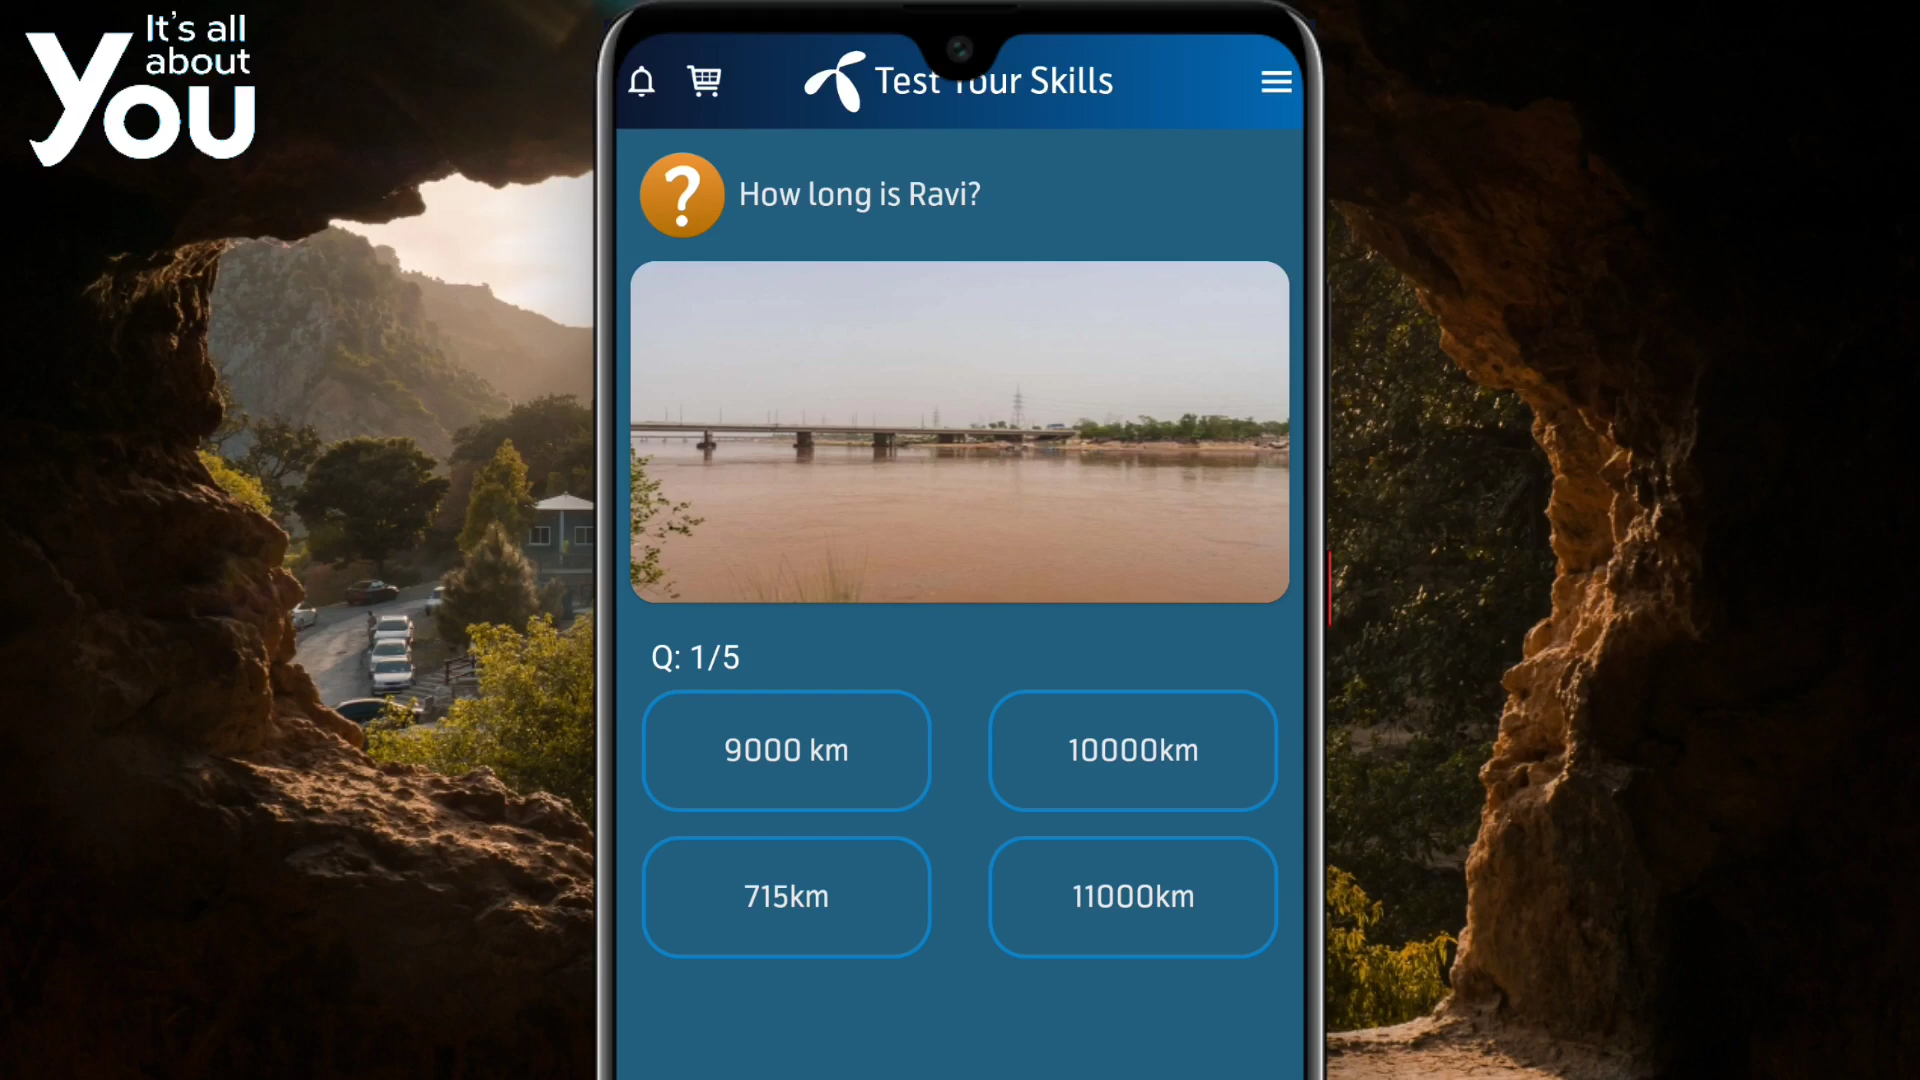 It's all
about
You
Test Your Skills
?
How long is Ravi?
Q: 1/5
9000 km
10000km
715km
11000km